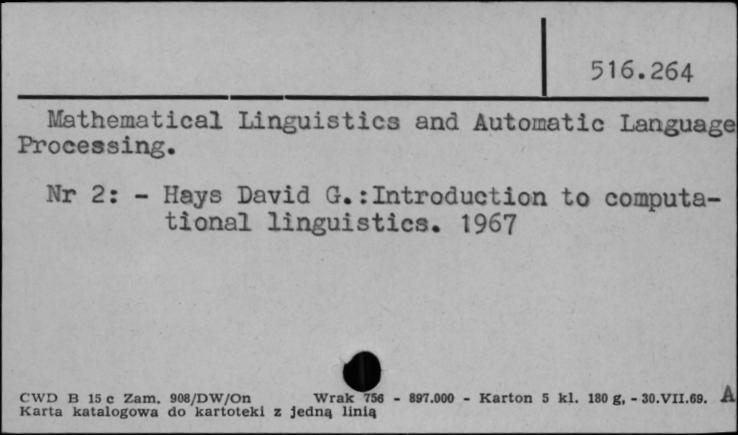 516.264
Mathematical Linguistics and Automatic Language
Processing.
Nr 2: - Hays David G.:Introduction to computa-
tional linguistics. 1967
CWD B 15 c Zam. 908/DW/On Wrak 756 - 897.000 - Karton 5 kl. 180 g, - 30.VII.69. A
Karta katalogowa do kartoteki z jedną linią